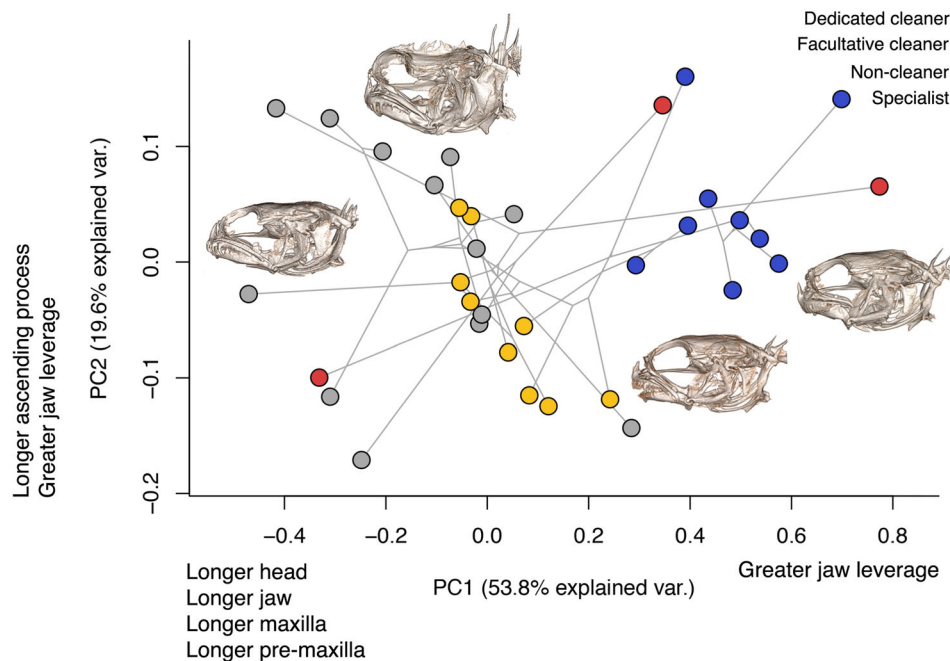 Dedicated cleaner
Facultative cleaner
Non-cleaner
Specialist
Longer ascending process
Greater jaw leverage
PC2 (19.6% explained var.)
0.1
0.0
−0.1
−0.2
−0.4
−0.2
0.0
0.2
0.4
0.6
0.8
PC1 (53.8% explained var.)
Greater jaw leverage
Longer head
Longer jaw
Longer maxilla
Longer pre-maxilla